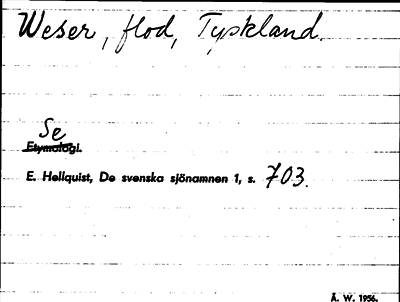 Weser, flod, Tyskland.
Se
Etymologi.
E. Hellquist, De svenska sjönamnen 1, s. 703.
Å. W. 1956.